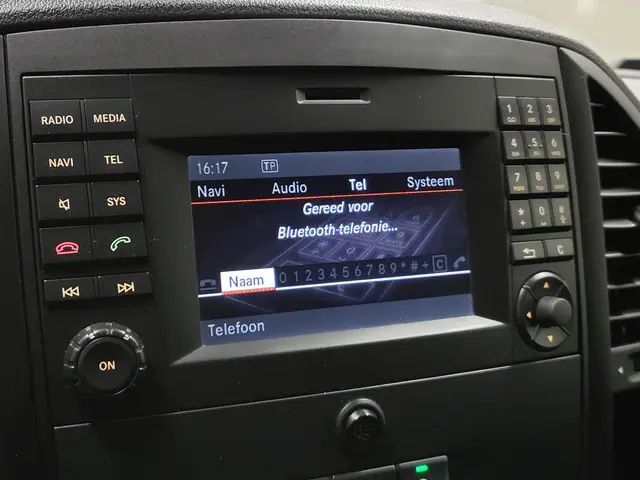 RADIO MEDIA
NAVI TEL
SYS
ON
16:17 TP
Navi Audio Tel Systeem
Gereed voor
Bluetooth-telefonie...
Naam 0 1 2 3 4 5 6 7 8 9 * # + C
Telefoon
1 2 3
4 5 6
7 8 9
* 0 #
C